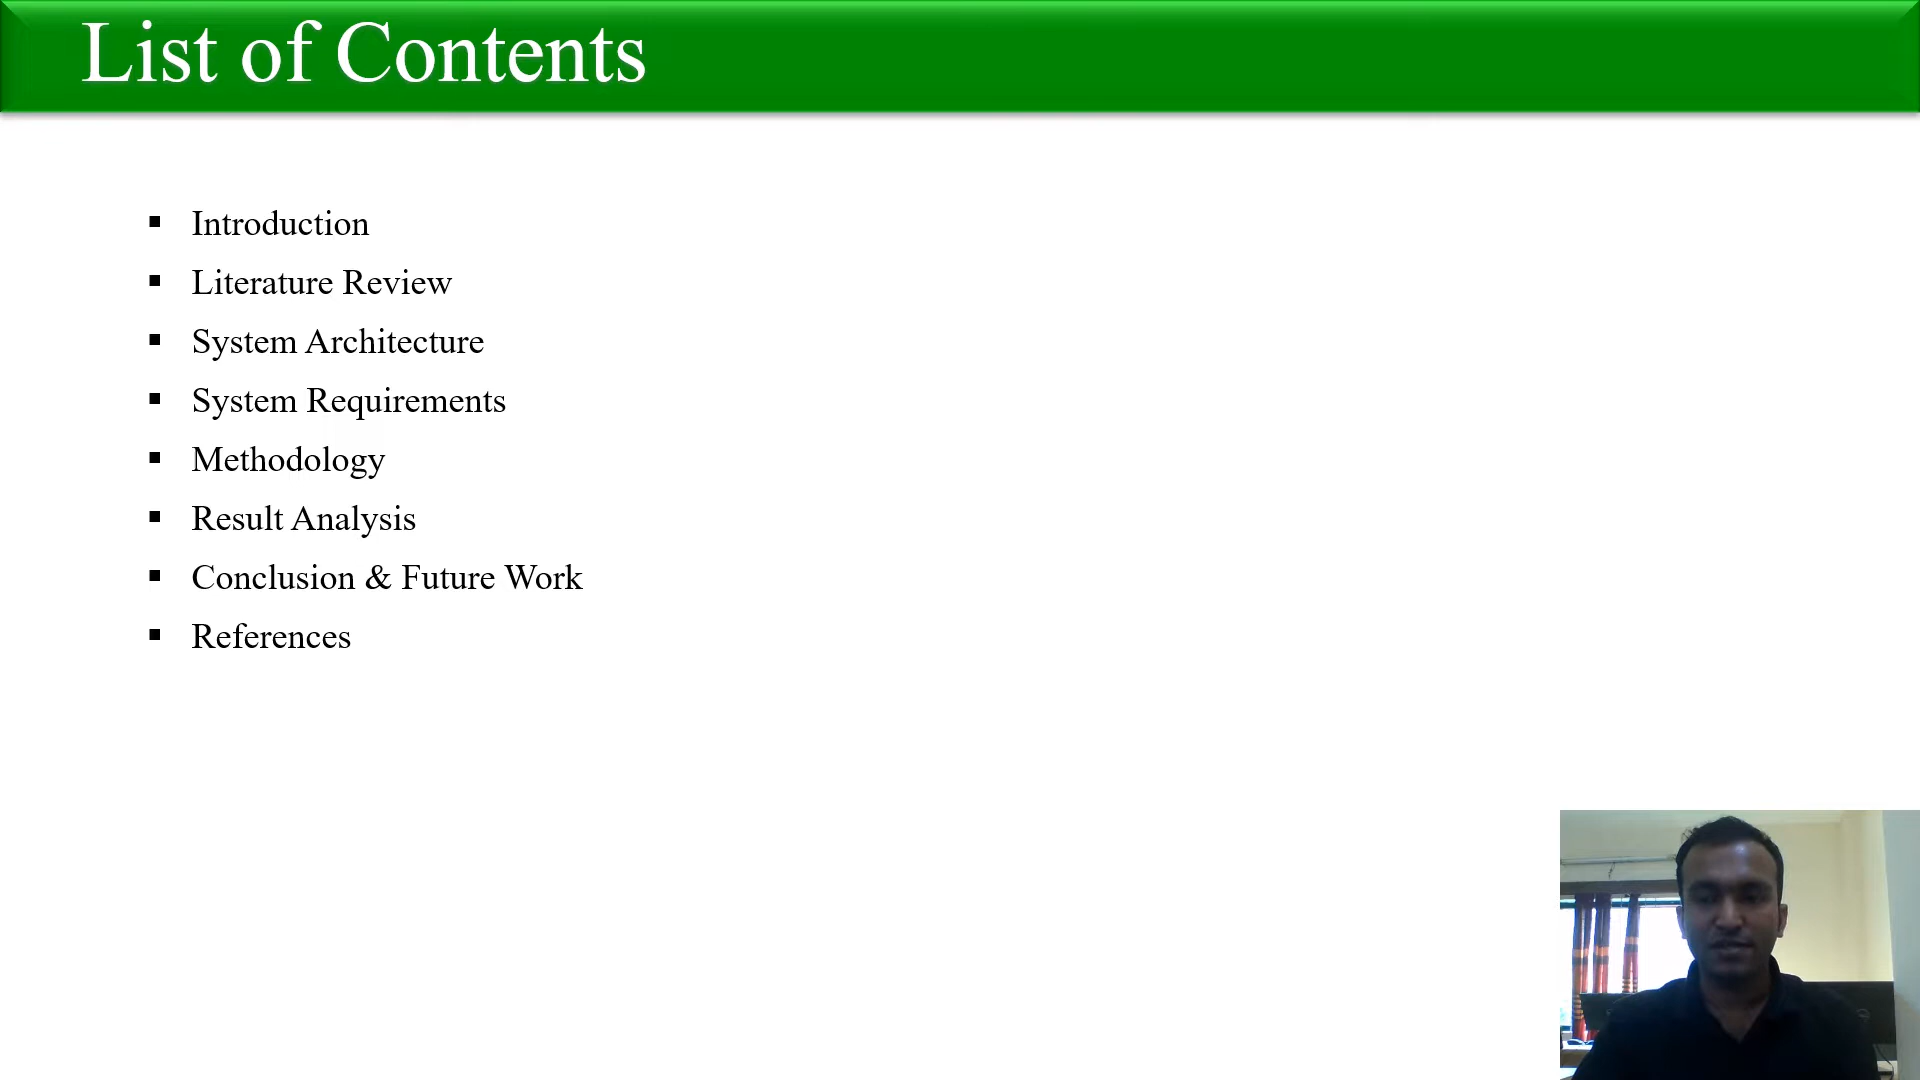 List of Contents
▪ Introduction
▪ Literature Review
▪ System Architecture
▪ System Requirements
▪ Methodology
▪ Result Analysis
▪ Conclusion & Future Work
▪ References